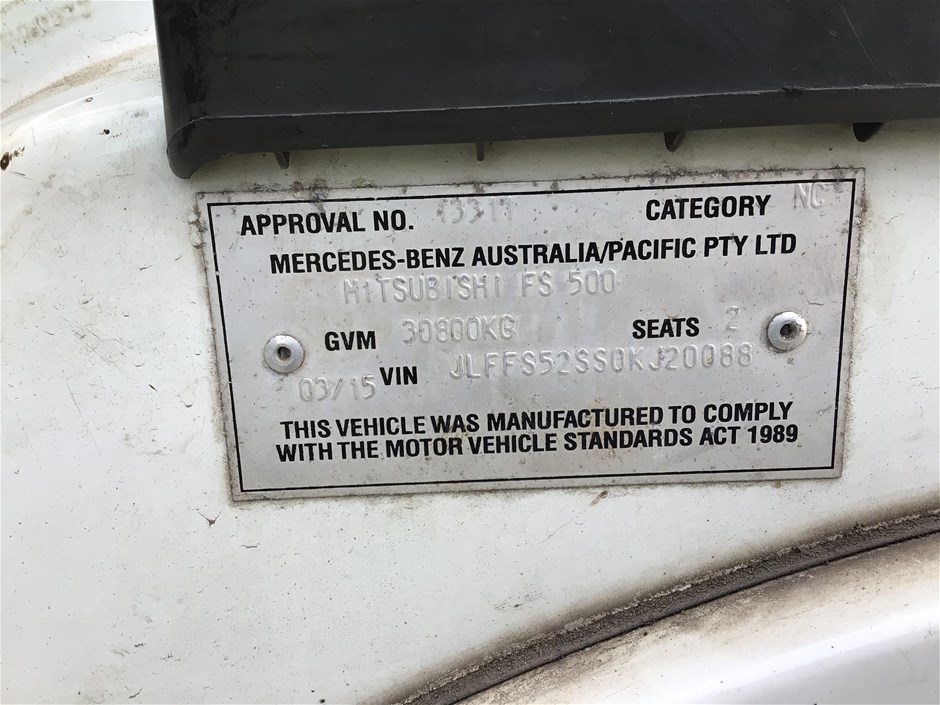 APPROVAL NO. 13311 CATEGORY NC
MERCEDES-BENZ AUSTRALIA/PACIFIC PTY LTD
MITSUBISHI FS 500
GVM 30800KG SEATS 2
03/15 VIN JLFFS52SS0KJ20088
THIS VEHICLE WAS MANUFACTURED TO COMPLY
WITH THE MOTOR VEHICLE STANDARDS ACT 1989